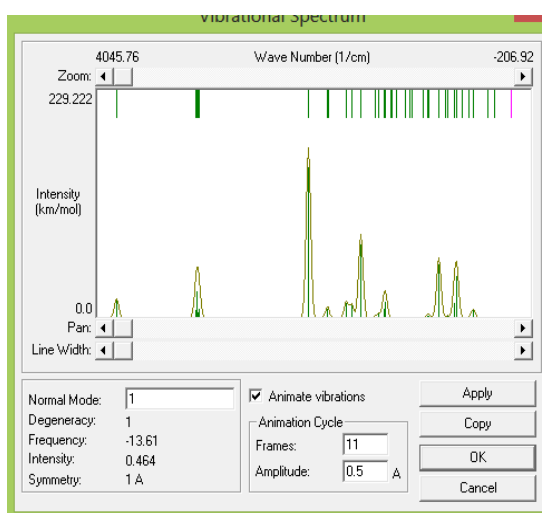 Vibrational Spectrum
4045.76 Wave Number (1/cm) -206.92
Zoom:
229.222
Intensity
(km/mol)
0.0
Pan:
Line Width:
Normal Mode: 1
Degeneracy: 1
Frequency: -13.61
Intensity: 0.464
Symmetry: 1 A
Animate vibrations
Animation Cycle
Frames: 11
Amplitude: 0.5 A
Apply
Copy
OK
Cancel